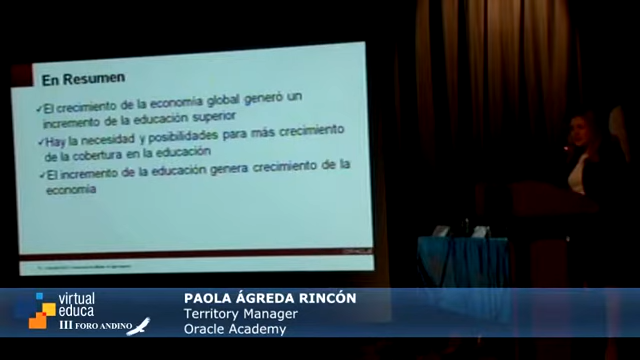 En Resumen
✓El crecimiento de la economía global generó un
incremento de la educación superior
✓Hay la necesidad y posibilidades para más crecimiento
de la cobertura en la educación
✓El incremento de la educación genera crecimiento de la
economía
ORACLE
virtual
educa
III FORO ANDINO
PAOLA ÁGREDA RINCÓN
Territory Manager
Oracle Academy